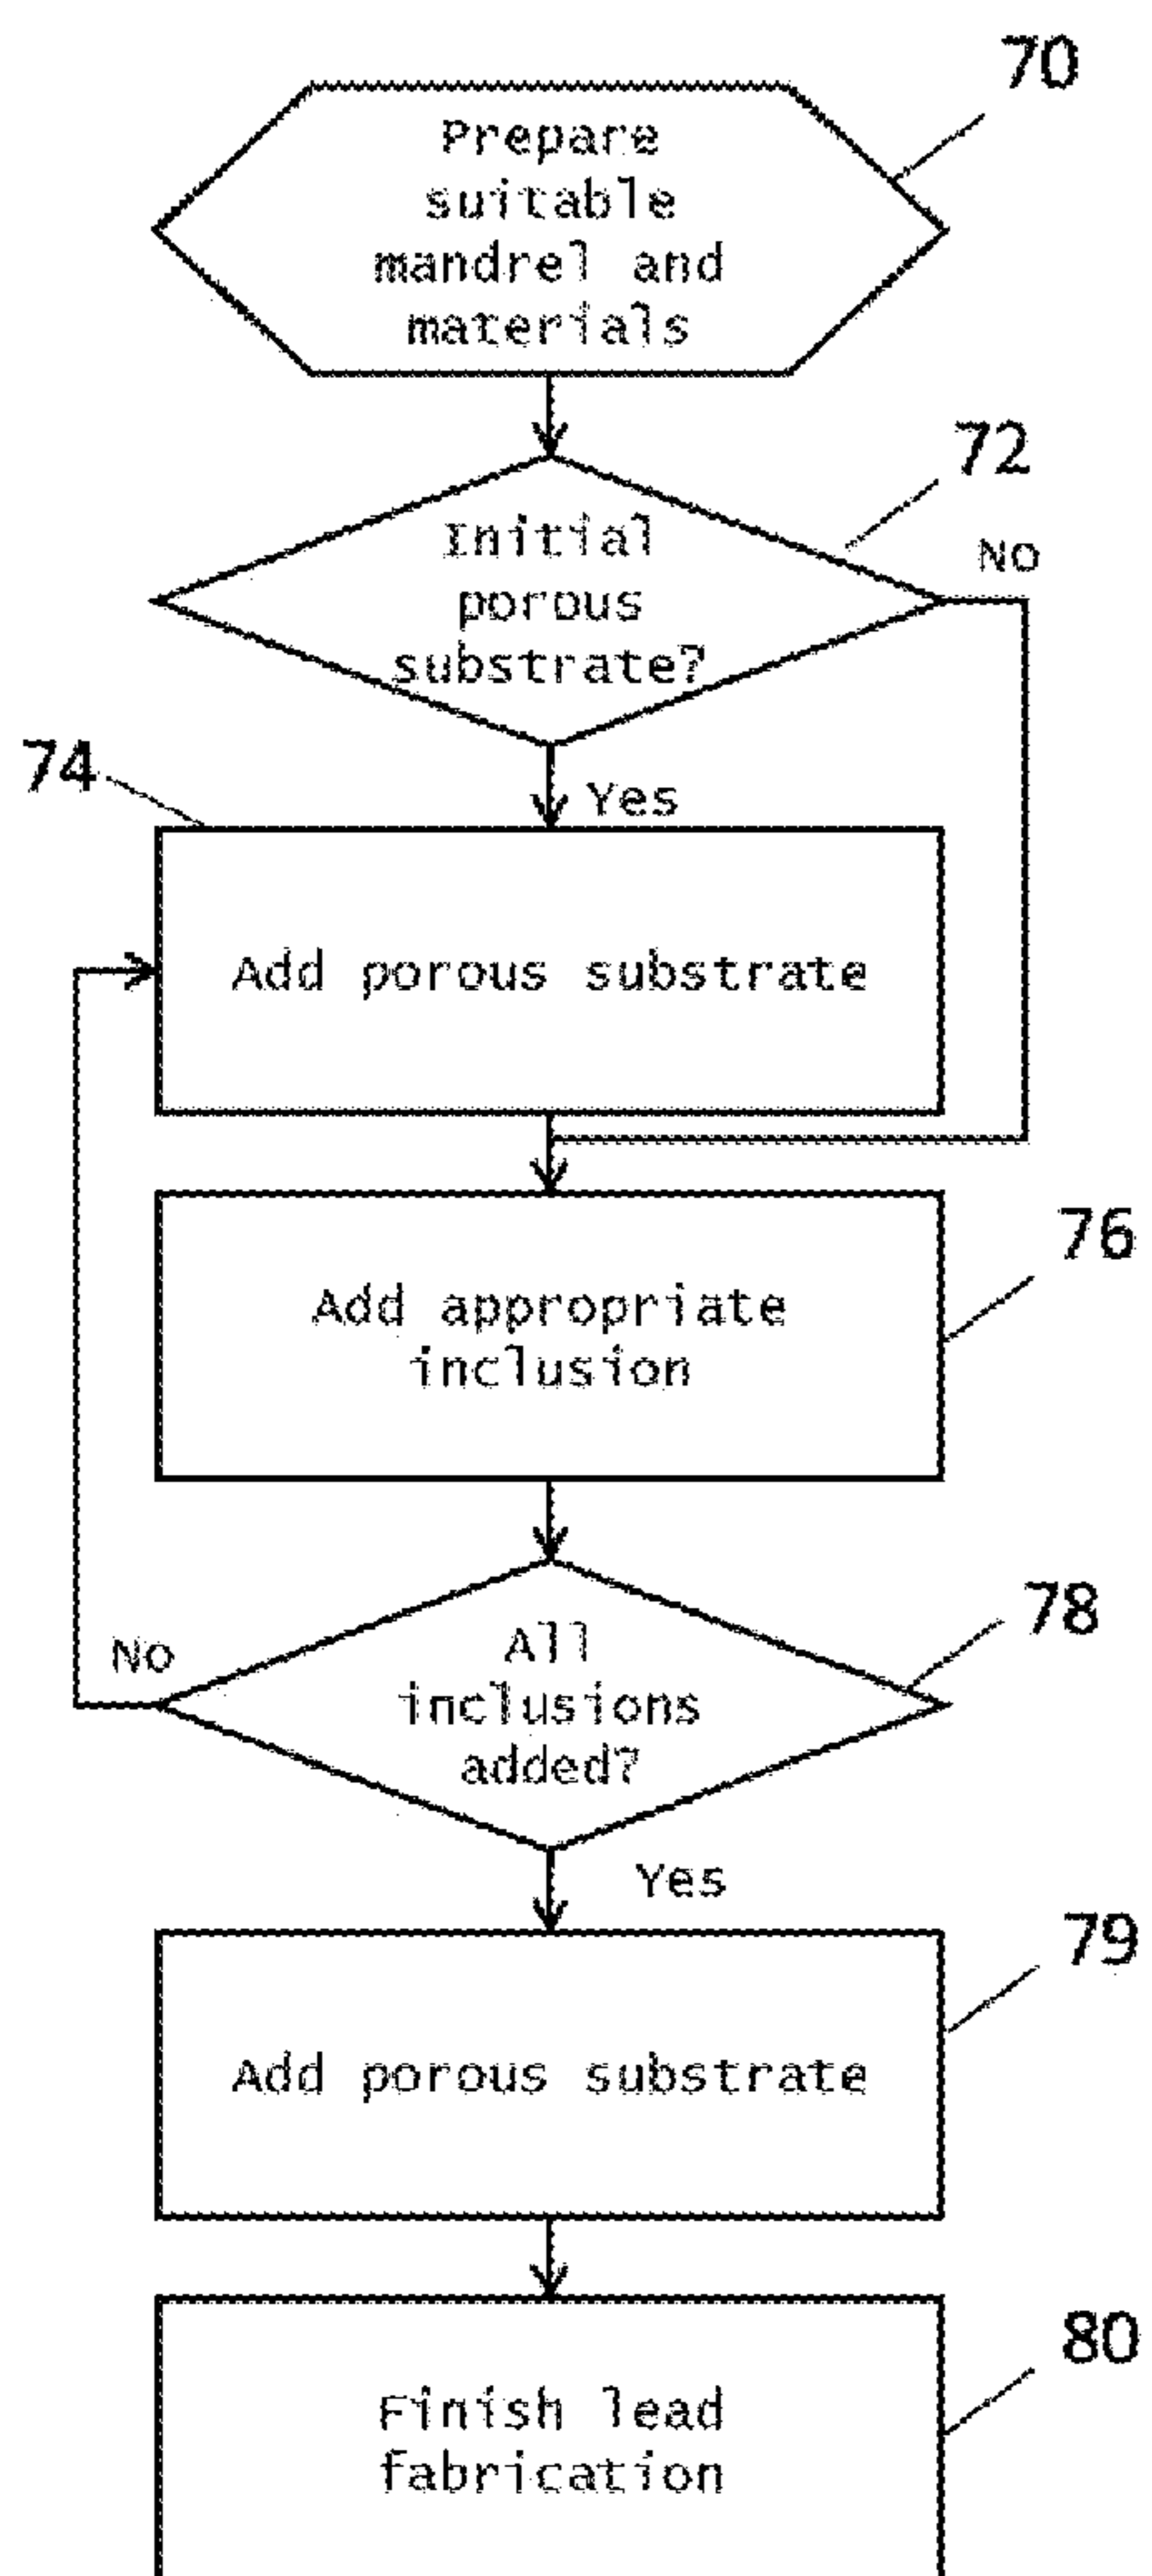 70
Prepare
suitable
mandrel and
materials
72
Initial
porous
substrate?
No
74
Yes
Add porous substrate
76
Add appropriate
inclusion
78
All
inclusions
added?
No
Yes
79
Add porous substrate
80
Finish lead
fabrication